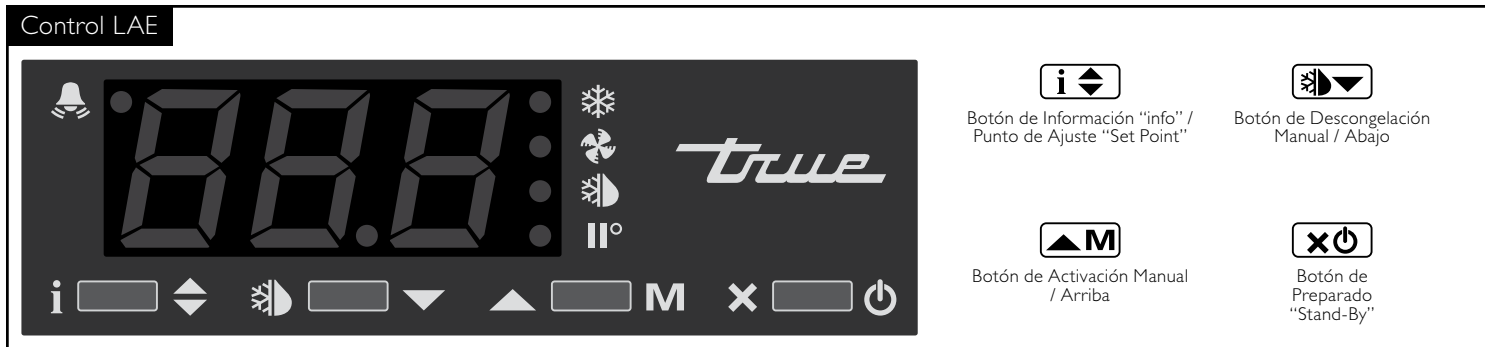 Control LAE
true
II°
i
M
i
Botón de Información “info” /
Punto de Ajuste “Set Point”
Botón de Descongelación
Manual / Abajo
M
Botón de Activación Manual
/ Arriba
Botón de
Preparado
“Stand-By”